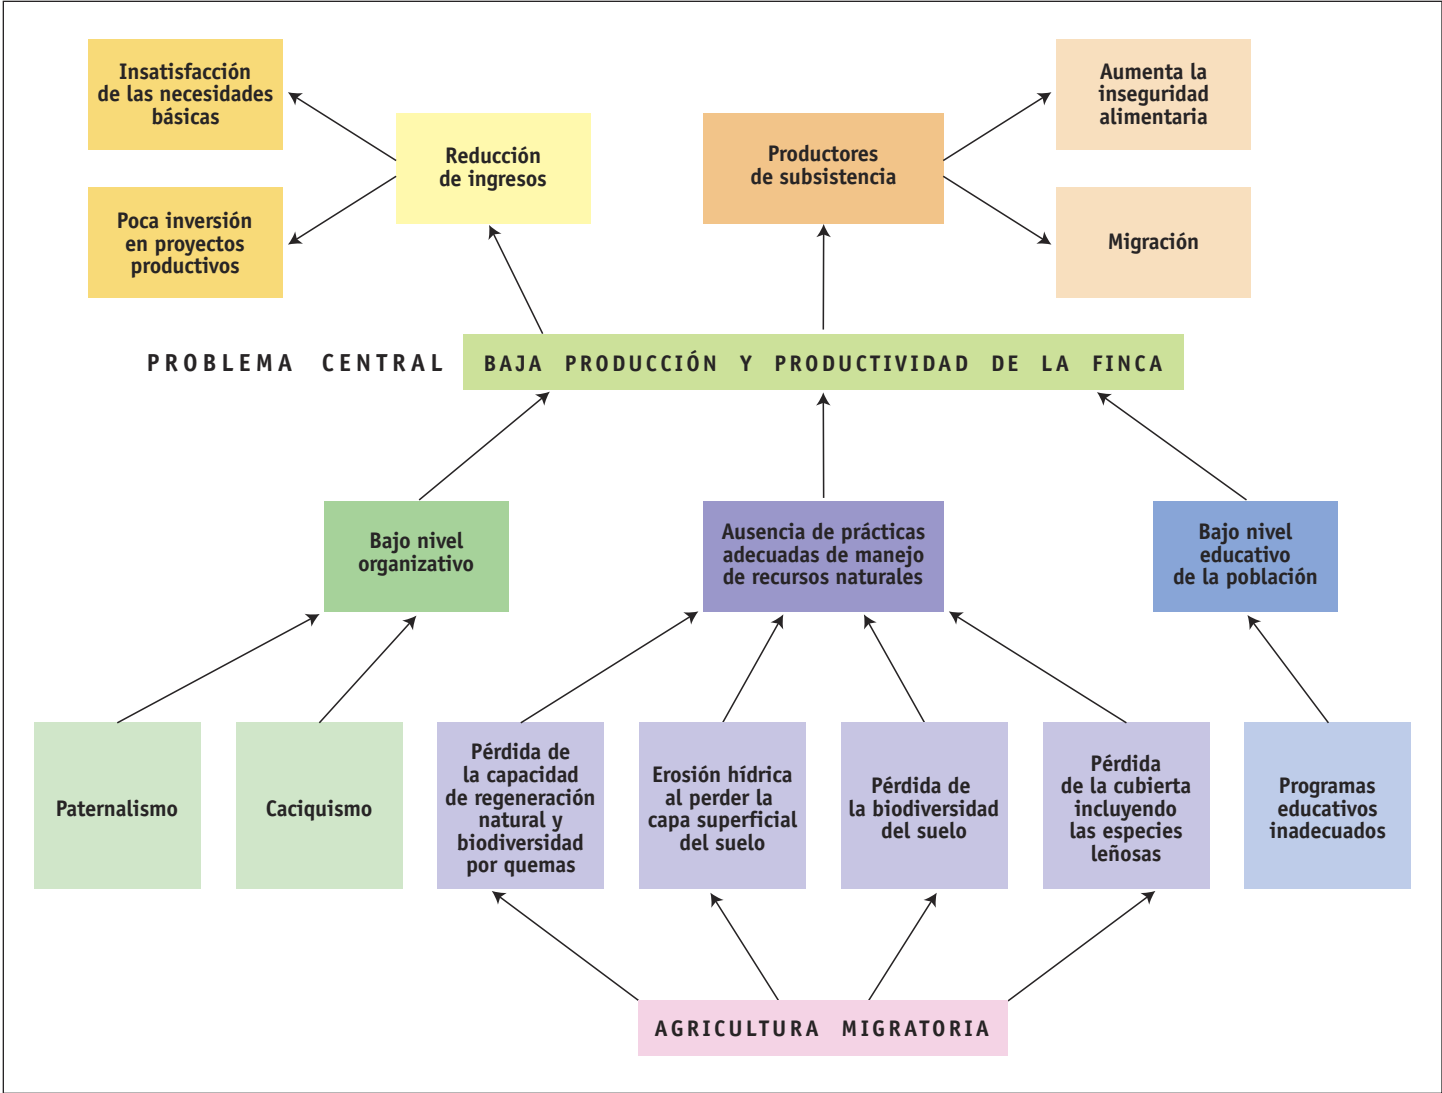 Insatisfacción
de las necesidades
básicas
Aumenta la
inseguridad
alimentaria
Reducción
de ingresos
Productores
de subsistencia
Poca inversión
en proyectos
productivos
Migración
PROBLEMA CENTRAL
BAJA PRODUCCIÓN Y PRODUCTIVIDAD DE LA FINCA
Bajo nivel
organizativo
Ausencia de prácticas
adecuadas de manejo
de recursos naturales
Bajo nivel
educativo
de la población
Paternalismo
Caciquismo
Pérdida de
la capacidad
de regeneración
natural y
biodiversidad
por quemas
Erosión hídrica
al perder la
capa superficial
del suelo
Pérdida de
la biodiversidad
del suelo
Pérdida
de la cubierta
incluyendo
las especies
leñosas
Programas
educativos
inadecuados
AGRICULTURA MIGRATORIA